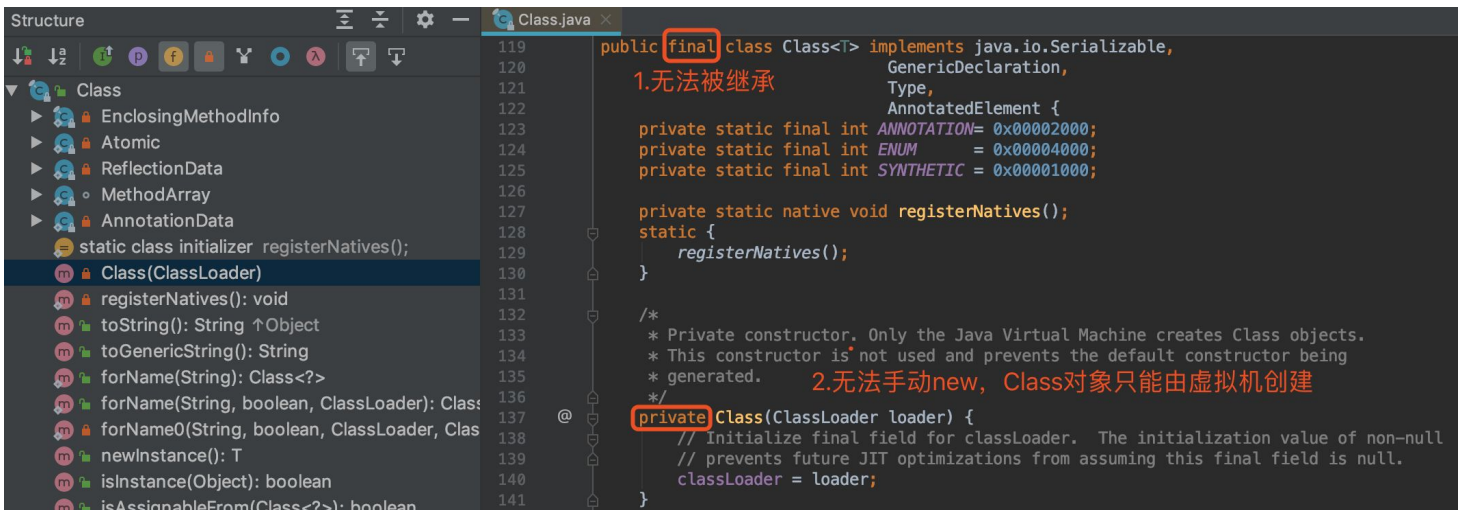 Structure
Class
EnclosingMethodInfo
Atomic
ReflectionData
MethodArray
AnnotationData
static class initializer registerNatives();
Class(ClassLoader)
registerNatives(): void
toString(): String ↑Object
toGenericString(): String
forName(String): Class<?>
forName(String, boolean, ClassLoader): Class
forName0(String, boolean, ClassLoader, Clas
newInstance(): T
isInstance(Object): boolean
isAssignableFrom(Class<?>): boolean
Class.java
119 public final class Class<T> implements java.io.Serializable,
120 GenericDeclaration,
1.无法被继承
121 Type,
122 AnnotatedElement {
123 private static final int ANNOTATION= 0x00002000;
124 private static final int ENUM = 0x00004000;
125 private static final int SYNTHETIC = 0x00001000;
126
127 private static native void registerNatives();
128 static {
129 registerNatives();
130 }
131
132 /*
133 * Private constructor. Only the Java Virtual Machine creates Class objects.
134 * This constructor is not used and prevents the default constructor being
135 * generated.
2.无法手动new，Class对象只能由虚拟机创建
136 */
137 @ private Class(ClassLoader loader) {
138 // Initialize final field for classLoader. The initialization value of non-null
139 // prevents future JIT optimizations from assuming this final field is null.
140 classLoader = loader;
141 }